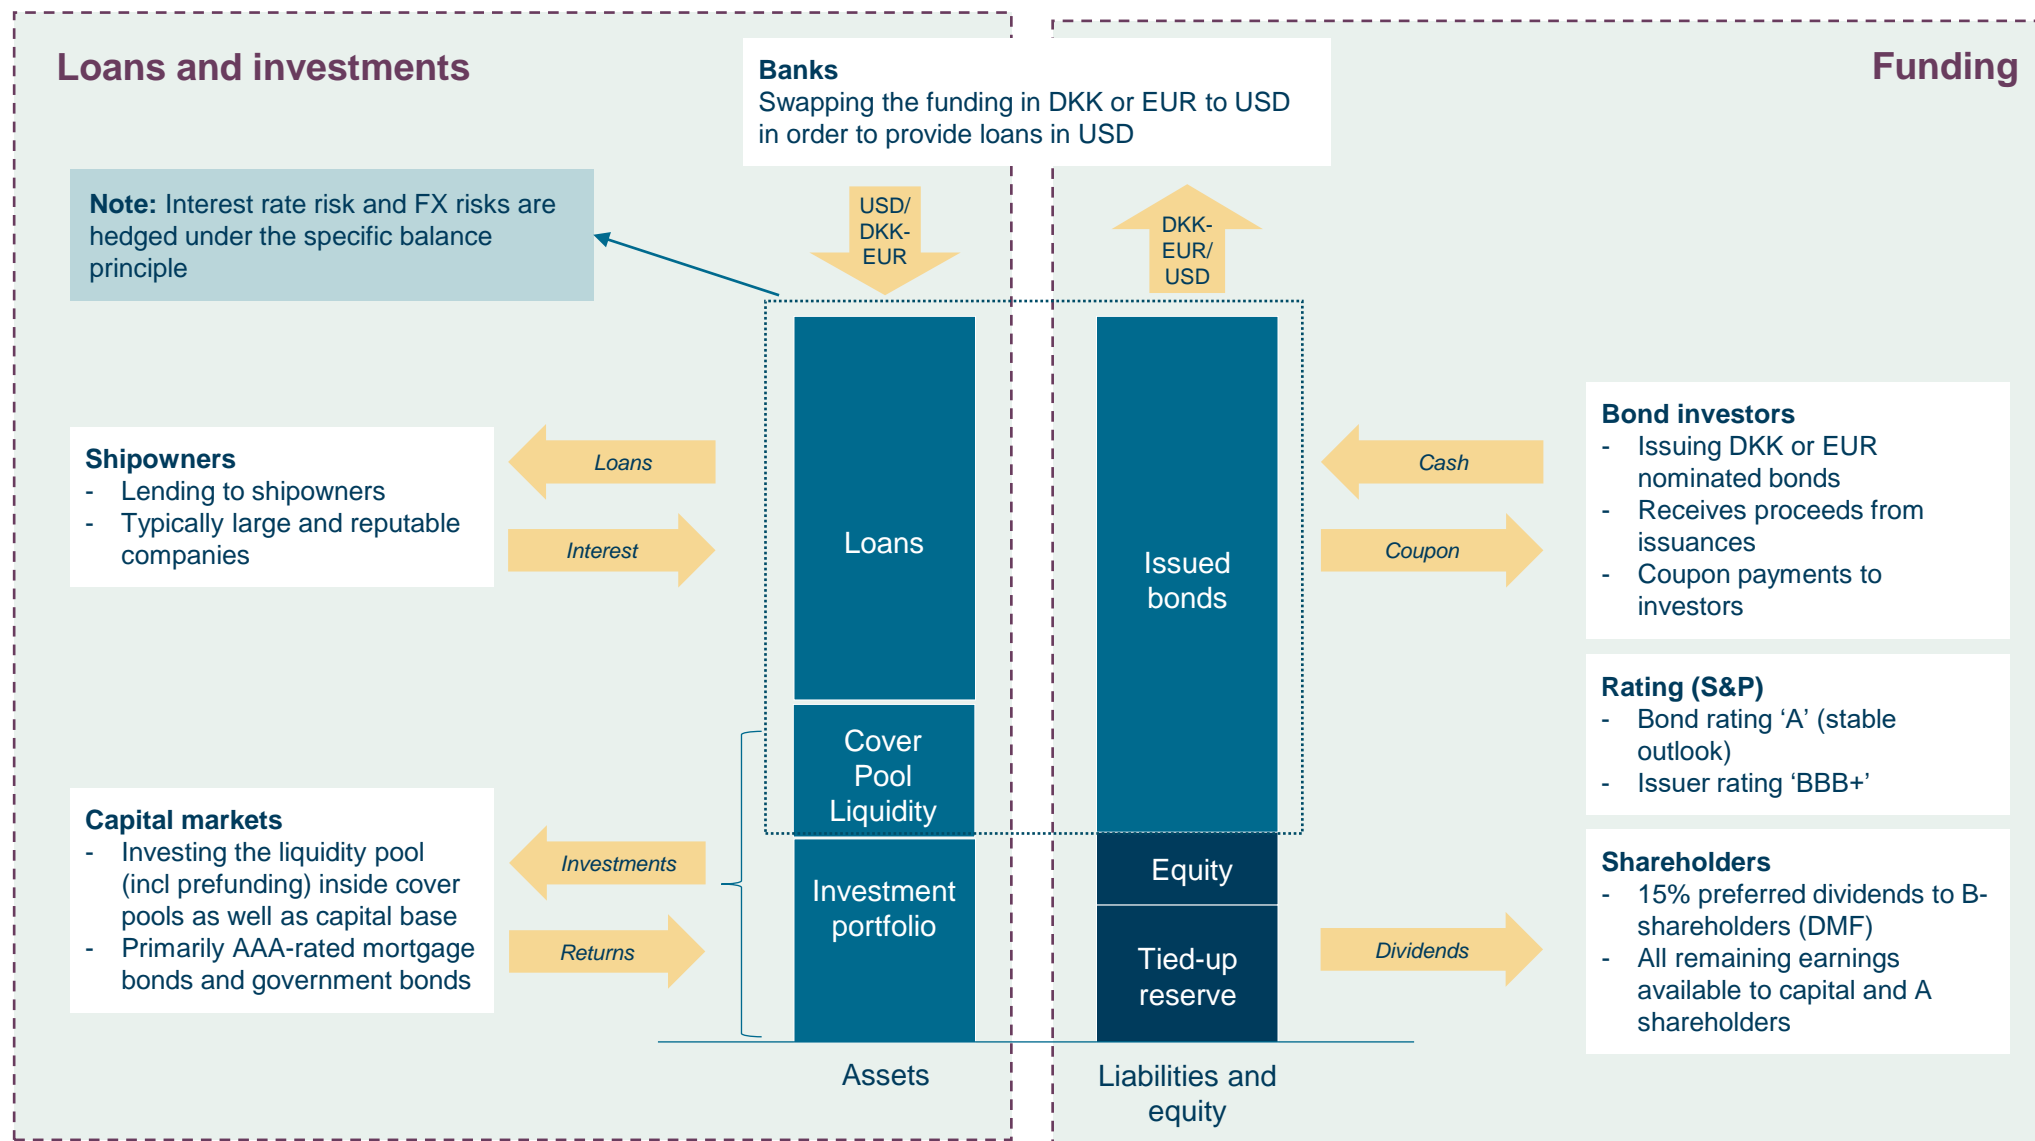 Loans and investments
Funding
Banks
Swapping the funding in DKK or EUR to USD
in order to provide loans in USD
Note: Interest rate risk and FX risks are
hedged under the specific balance
principle
USD/
DKK-
EUR
DKK-
EUR/
USD
Shipowners
- Lending to shipowners
- Typically large and reputable
companies
Loans
Interest
Loans
Issued
bonds
Cash
Coupon
Bond investors
- Issuing DKK or EUR
nominated bonds
- Receives proceeds from
issuances
- Coupon payments to
investors
Rating (S&P)
- Bond rating ‘A’ (stable
outlook)
- Issuer rating ‘BBB+’
Cover
Pool
Liquidity
Capital markets
- Investing the liquidity pool
(incl prefunding) inside cover
pools as well as capital base
- Primarily AAA-rated mortgage
bonds and government bonds
Investments
Returns
Investment
portfolio
Equity
Tied-up
reserve
Dividends
Shareholders
- 15% preferred dividends to B-
shareholders (DMF)
- All remaining earnings
available to capital and A
shareholders
Assets
Liabilities and
equity